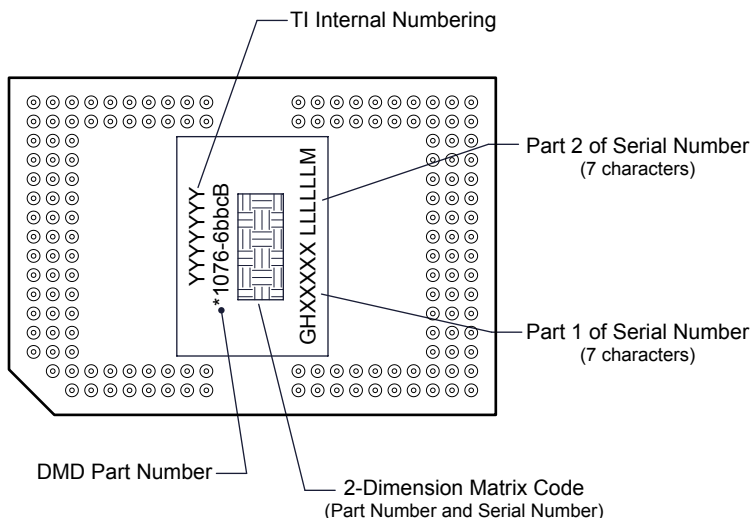 TI Internal Numbering
Part 2 of Serial Number
(7 characters)
YYYYYYY
*1076-6bbcB
GHXXXXX LLLLLLM
Part 1 of Serial Number
(7 characters)
DMD Part Number
2-Dimension Matrix Code
(Part Number and Serial Number)